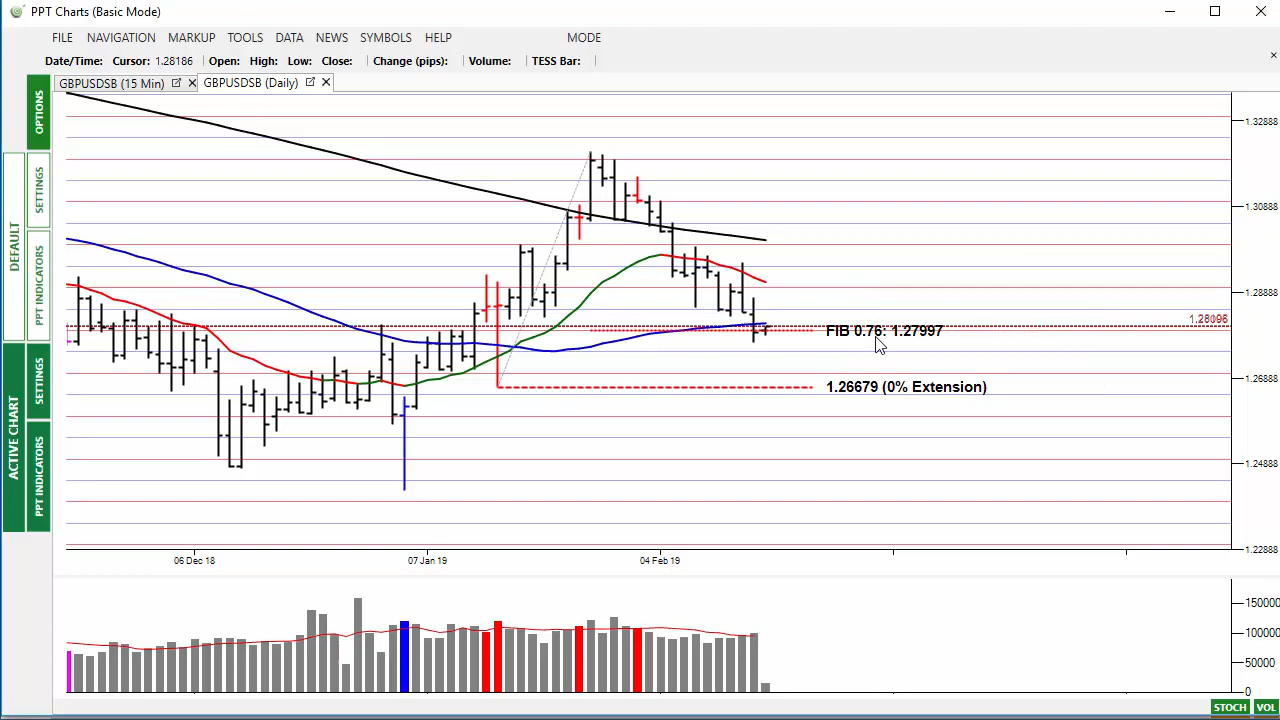 PPT Charts (Basic Mode)
FILE NAVIGATION MARKUP TOOLS DATA NEWS SYMBOLS HELP MODE
Date/Time: Cursor: 1.28186 Open: High: Low: Close: Change (pips): Volume: TESS Bar:
GBPUSDSB (15 Min) GBPUSDSB (Daily)
OPTIONS
SETTINGS
PPT INDICATORS
DEFAULT
SETTINGS
PPT INDICATORS
ACTIVE CHART
1.32888
1.30888
1.28888
1.28096
FIB 0.76: 1.27997
1.26888
1.26679 (0% Extension)
1.24888
1.22888
06 Dec 18 07 Jan 19 04 Feb 19
150000
100000
50000
0
STOCH VOL